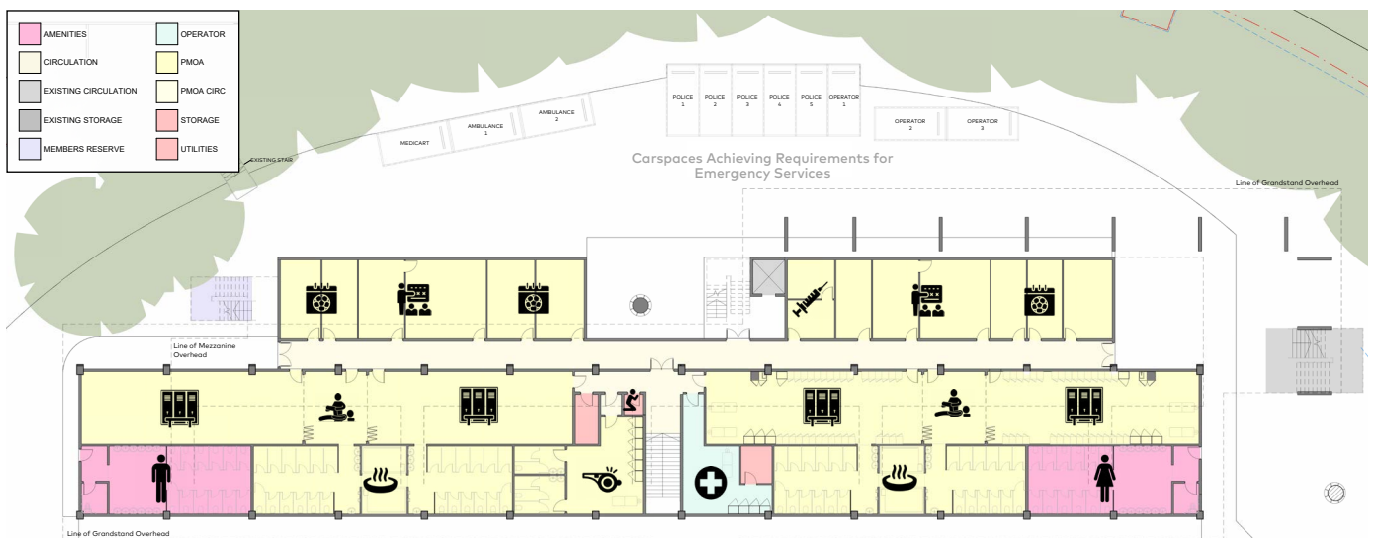 AMENITIES
OPERATOR
CIRCULATION
PMOA
EXISTING CIRCULATION
PMOA CIRC
EXISTING STORAGE
STORAGE
MEMBERS RESERVE
UTILITIES
EXISTING STAIR
MEDICART
AMBULANCE
1
AMBULANCE
2
POLICE
1
POLICE
2
POLICE
3
POLICE
4
POLICE
5
OPERATOR
1
OPERATOR
2
OPERATOR
3
Carspaces Achieving Requirements for
Emergency Services
Line of Grandstand Overhead
Line of Mezzanine
Overhead
Line of Grandstand Overhead